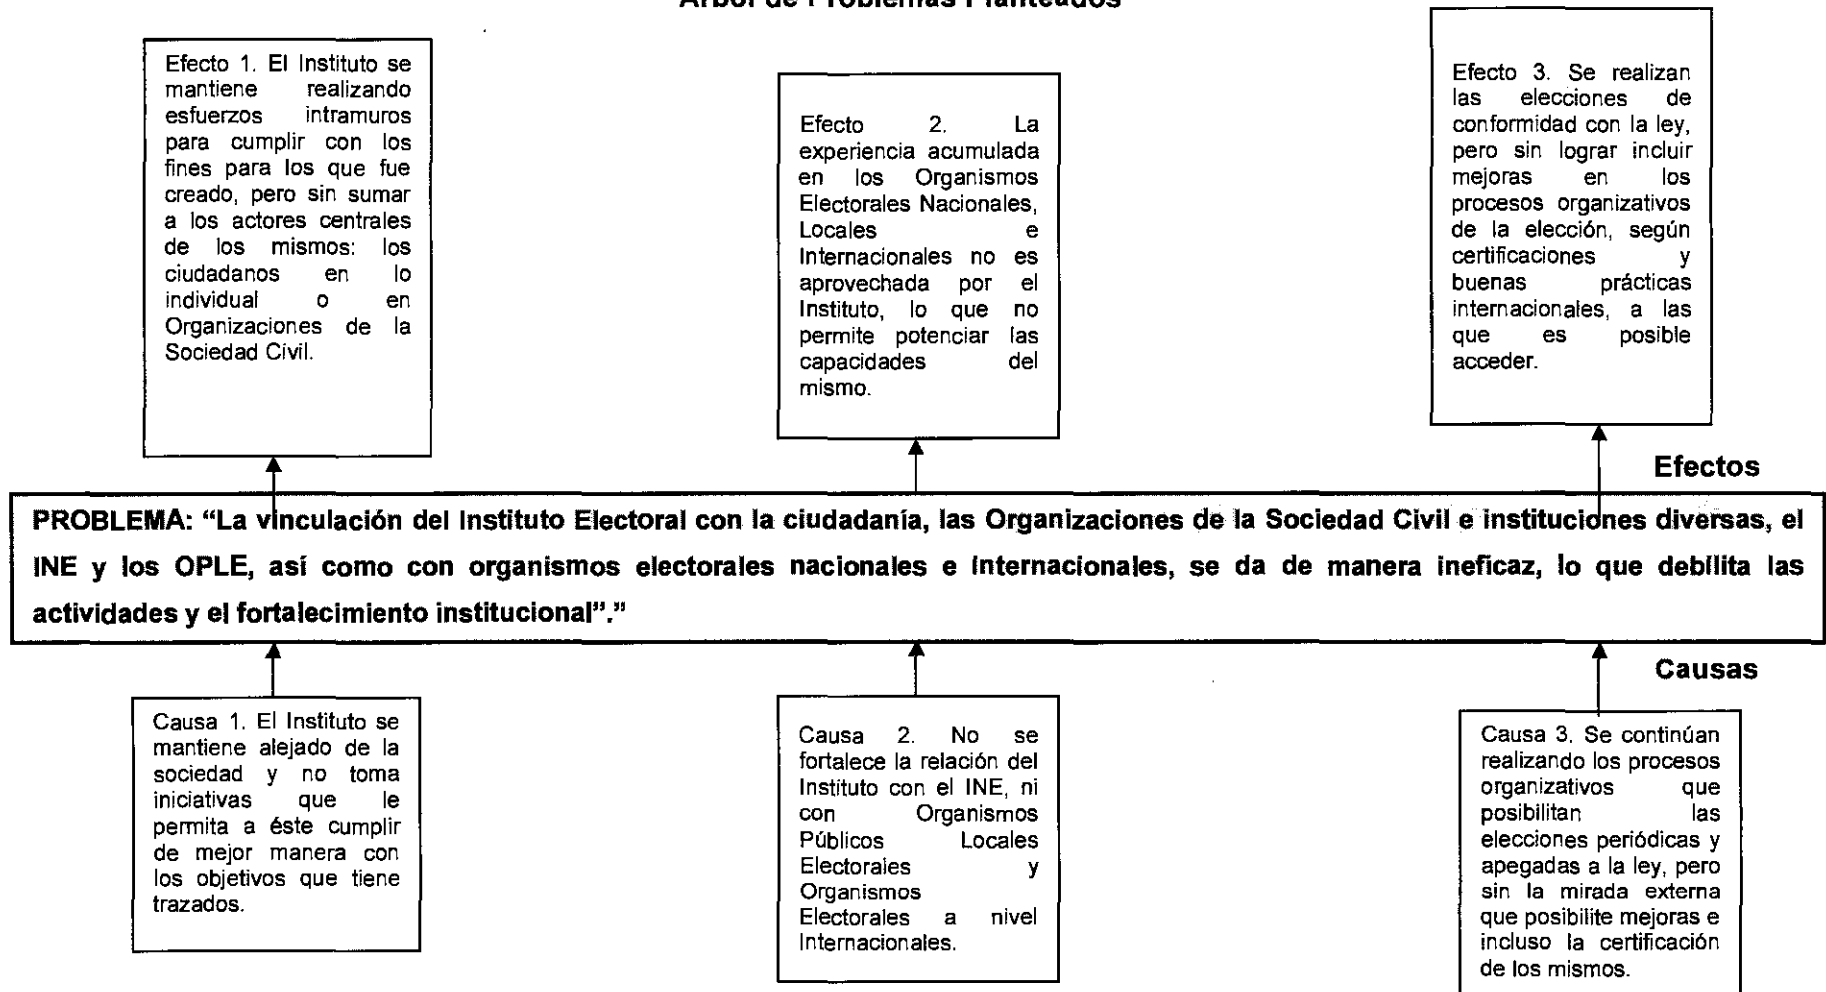 Árbol de Problemas Planteados
Efecto 1. El Instituto se
mantiene realizando
esfuerzos intramuros
para cumplir con los
fines para los que fue
creado, pero sin sumar
a los actores centrales
de los mismos: los
ciudadanos en lo
individual o en
Organizaciones de la
Sociedad Civil.
Efecto 2. La
experiencia acumulada
en los Organismos
Electorales Nacionales,
Locales e
Internacionales no es
aprovechada por el
Instituto, lo que no
permite potenciar las
capacidades del
mismo.
Efecto 3. Se realizan
las elecciones de
conformidad con la ley,
pero sin lograr incluir
mejoras en los
procesos organizativos
de la elección, según
certificaciones y
buenas prácticas
internacionales, a las
que es posible
acceder.
Efectos
PROBLEMA: “La vinculación del Instituto Electoral con la ciudadanía, las Organizaciones de la Sociedad Civil e instituciones diversas, el
INE y los OPLE, así como con organismos electorales nacionales e internacionales, se da de manera ineficaz, lo que debilita las
actividades y el fortalecimiento institucional”.”
Causas
Causa 1. El Instituto se
mantiene alejado de la
sociedad y no toma
iniciativas que le
permita a éste cumplir
de mejor manera con
los objetivos que tiene
trazados.
Causa 2. No se
fortalece la relación del
Instituto con el INE, ni
con Organismos
Públicos Locales
Electorales y
Organismos
Electorales a nivel
Internacionales.
Causa 3. Se continúan
realizando los procesos
organizativos que
posibilitan las
elecciones periódicas y
apegadas a la ley, pero
sin la mirada externa
que posibilite mejoras e
incluso la certificación
de los mismos.